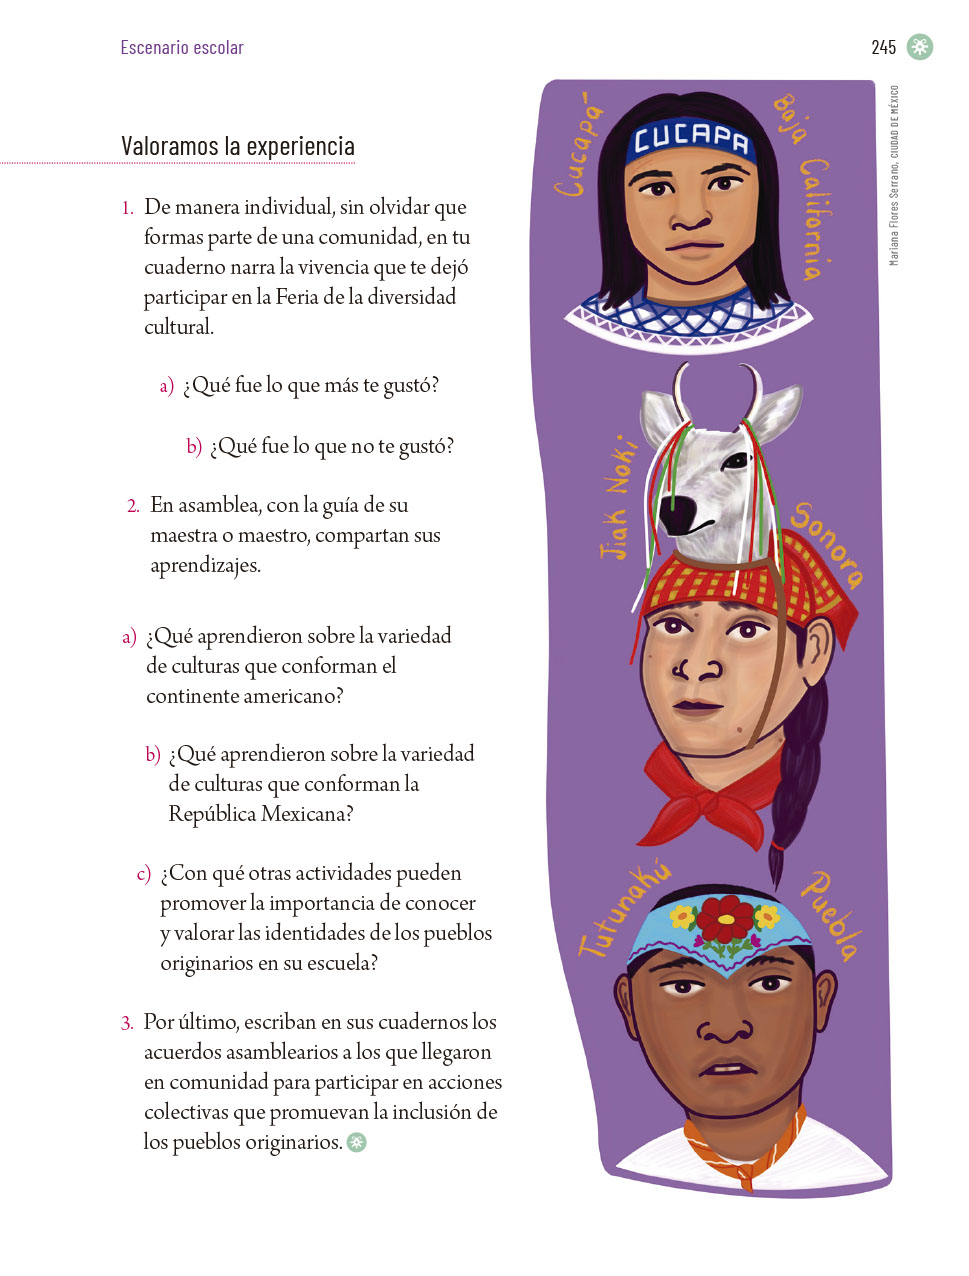 Escenario escolar
245
Valoramos la experiencia
1. De manera individual, sin olvidar que
formas parte de una comunidad, en tu
cuaderno narra la vivencia que te dejó
participar en la Feria de la diversidad
cultural.
a) ¿Qué fue lo que más te gustó?
b) ¿Qué fue lo que no te gustó?
2. En asamblea, con la guía de su
maestra o maestro, compartan sus
aprendizajes.
a) ¿Qué aprendieron sobre la variedad
de culturas que conforman el
continente americano?
b) ¿Qué aprendieron sobre la variedad
de culturas que conforman la
República Mexicana?
c) ¿Con qué otras actividades pueden
promover la importancia de conocer
y valorar las identidades de los pueblos
originarios en su escuela?
3. Por último, escriban en sus cuadernos los
acuerdos asamblearios a los que llegaron
en comunidad para participar en acciones
colectivas que promuevan la inclusión de
los pueblos originarios.
Cucapá
CUCAPA
Baja California
Jiak Noki
Sonora
Tutunakú
Puebla
Mariana Flores Serrano, CIUDAD DE MÉXICO